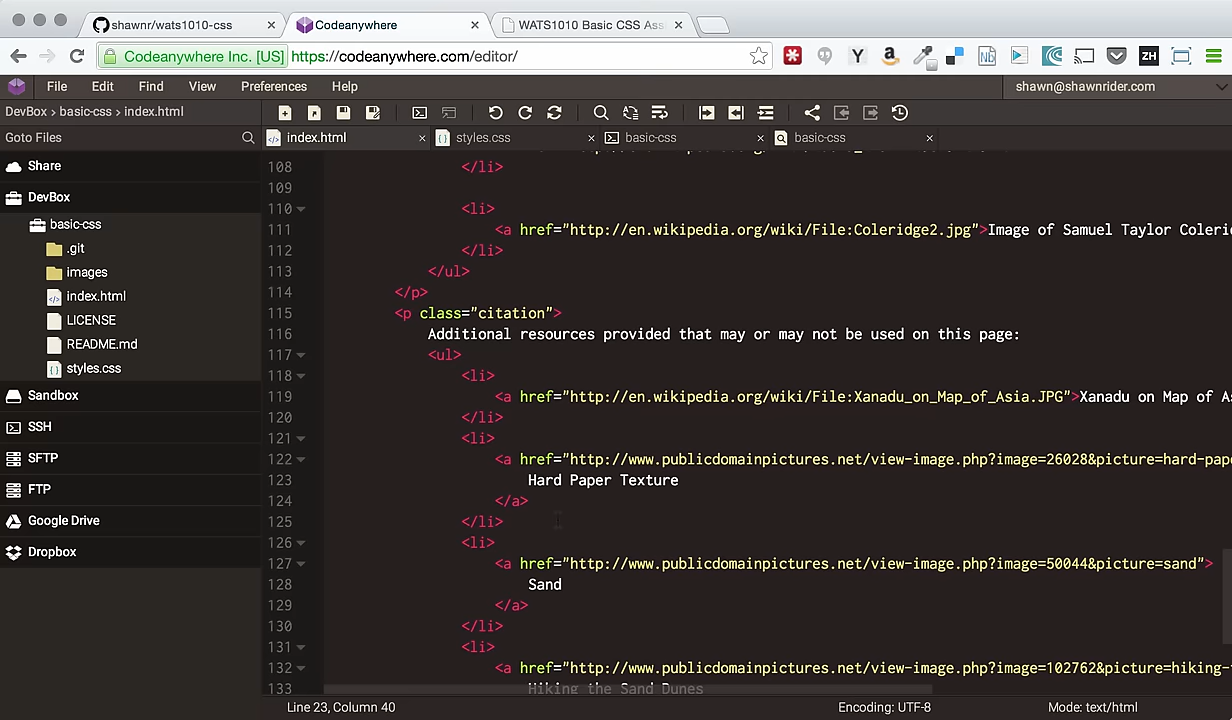 shawnr/wats1010-css
Codeanywhere
WATS1010 Basic CSS Ass
Codeanywhere Inc. [US] https://codeanywhere.com/editor/
File Edit Find View Preferences Help shawn@shawnrider.com
DevBox > basic-css > index.html
Goto Files
index.html
styles.css
basic-css
basic-css
Share
DevBox
basic-css
.git
images
index.html
LICENSE
README.md
styles.css
Sandbox
SSH
SFTP
FTP
Google Drive
Dropbox
108 </li>
109
110 <li>
111 <a href="http://en.wikipedia.org/wiki/File:Coleridge2.jpg">Image of Samuel Taylor Coleri
112 </li>
113 </ul>
114 </p>
115 <p class="citation">
116 Additional resources provided that may or may not be used on this page:
117 <ul>
118 <li>
119 <a href="http://en.wikipedia.org/wiki/File:Xanadu_on_Map_of_Asia.JPG">Xanadu on Map of As
120 </li>
121 <li>
122 <a href="http://www.publicdomainpictures.net/view-image.php?image=26028&picture=hard-pape
123 Hard Paper Texture
124 </a>
125 </li>
126 <li>
127 <a href="http://www.publicdomainpictures.net/view-image.php?image=50044&picture=sand">
128 Sand
129 </a>
130 </li>
131 <li>
132 <a href="http://www.publicdomainpictures.net/view-image.php?image=102762&picture=hiking-
133 Hiking the Sand Dunes
Line 23, Column 40 Encoding: UTF-8 Mode: text/html